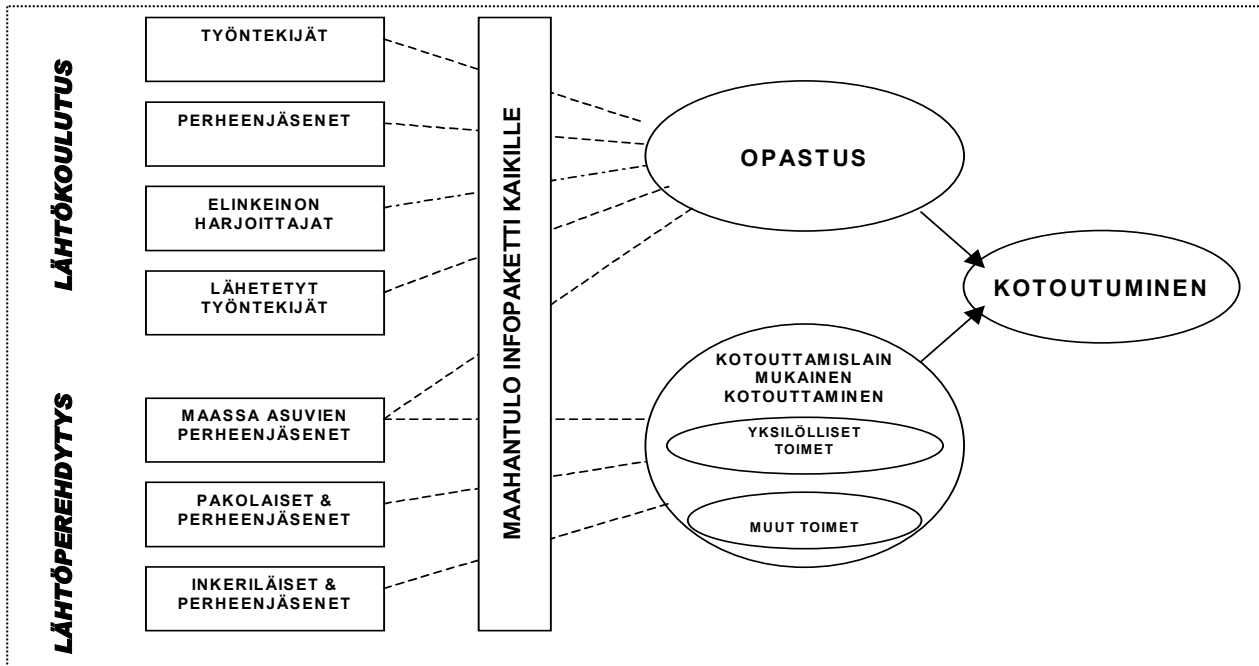 LÄHTÖKOULUTUS
TYÖNTEKIJÄT
PERHEENJÄSENET
ELINKEINON
HARJOITTAJAT
LÄHETETYT
TYÖNTEKIJÄT
LÄHTÖPEREHDYTYS
MAASSA ASUVIEN
PERHEENJÄSENET
PAKOLAISET &
PERHEENJÄSENET
INKERILÄISET &
PERHEENJÄSENET
MAAHANTULO INFOPAKETTI KAIKILLE
OPASTUS
KOTOUTTAMISLAIN
MUKAINEN
KOTOUTTAMINEN
YKSILÖLLISET
TOIMET
MUUT TOIMET
KOTOUTUMINEN